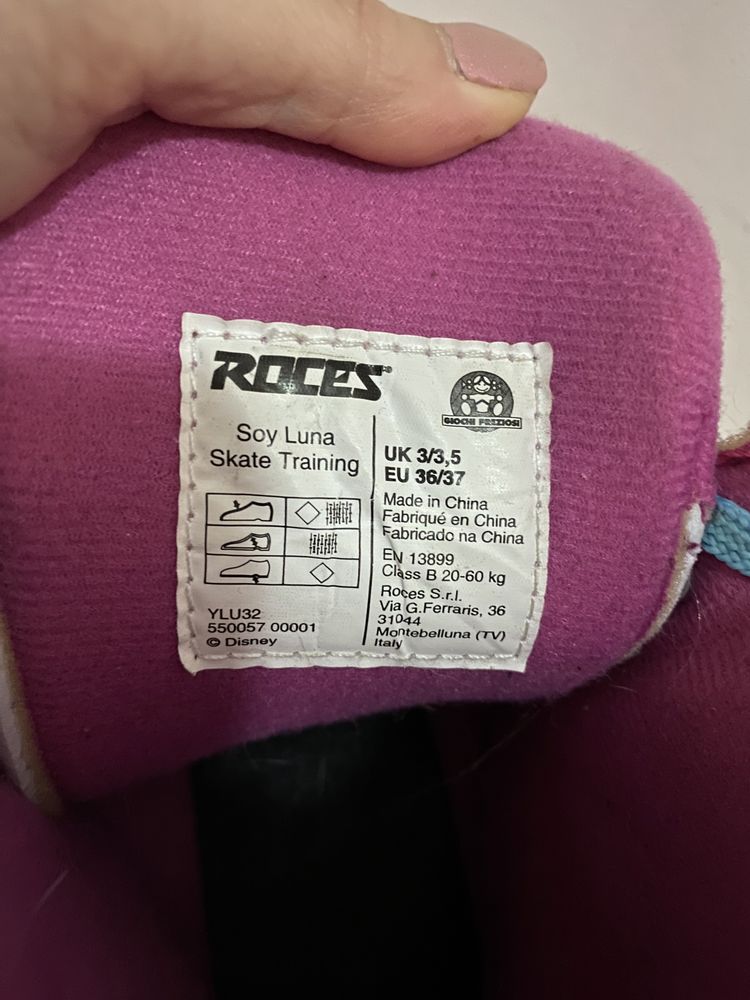 ROCES
Soy Luna
Skate Training
YLU32
550057 00001
© Disney
GIOCHI PREZIOSI
UK 3/3,5
EU 36/37
Made in China
Fabriqué en China
Fabricado na China
EN 13899
Class B 20-60 kg
Roces S.r.l.
Via G.Ferraris, 36
31044
Montebelluna (TV)
Italy